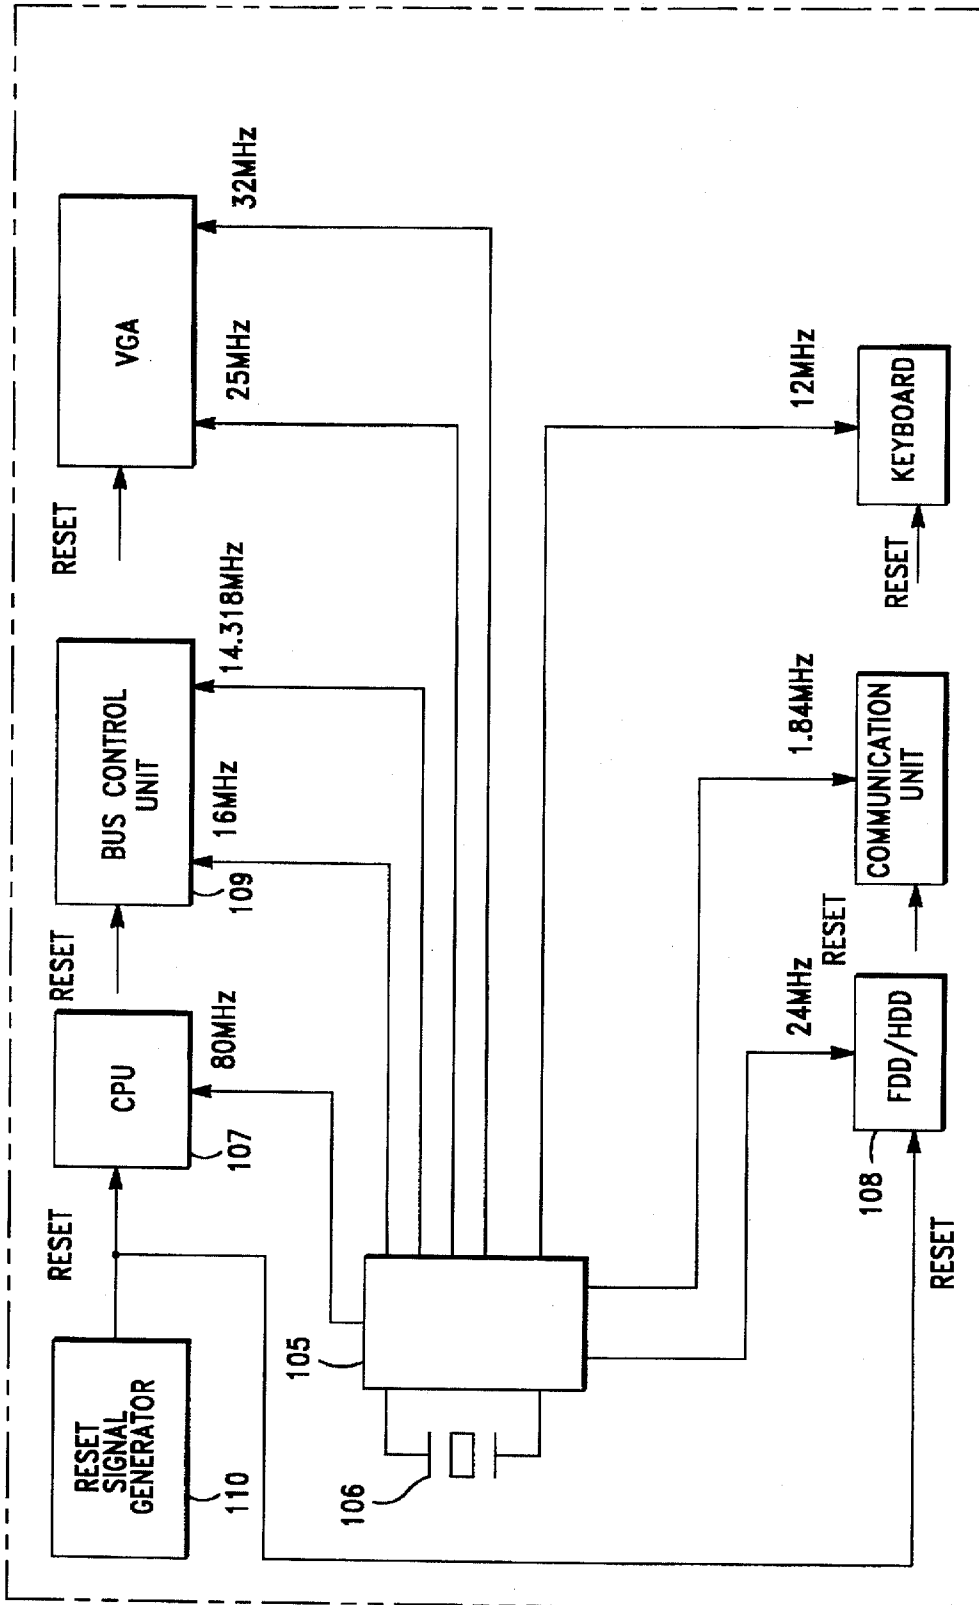 RESET
SIGNAL
GENERATOR
110
RESET
CPU
107
80MHz
RESET
BUS CONTROL
UNIT
109
16MHz
14.318MHz
RESET
VGA
25MHz
32MHz
105
106
RESET
FDD/HDD
108
24MHz
RESET
COMMUNICATION
UNIT
1.84MHz
RESET
KEYBOARD
12MHz